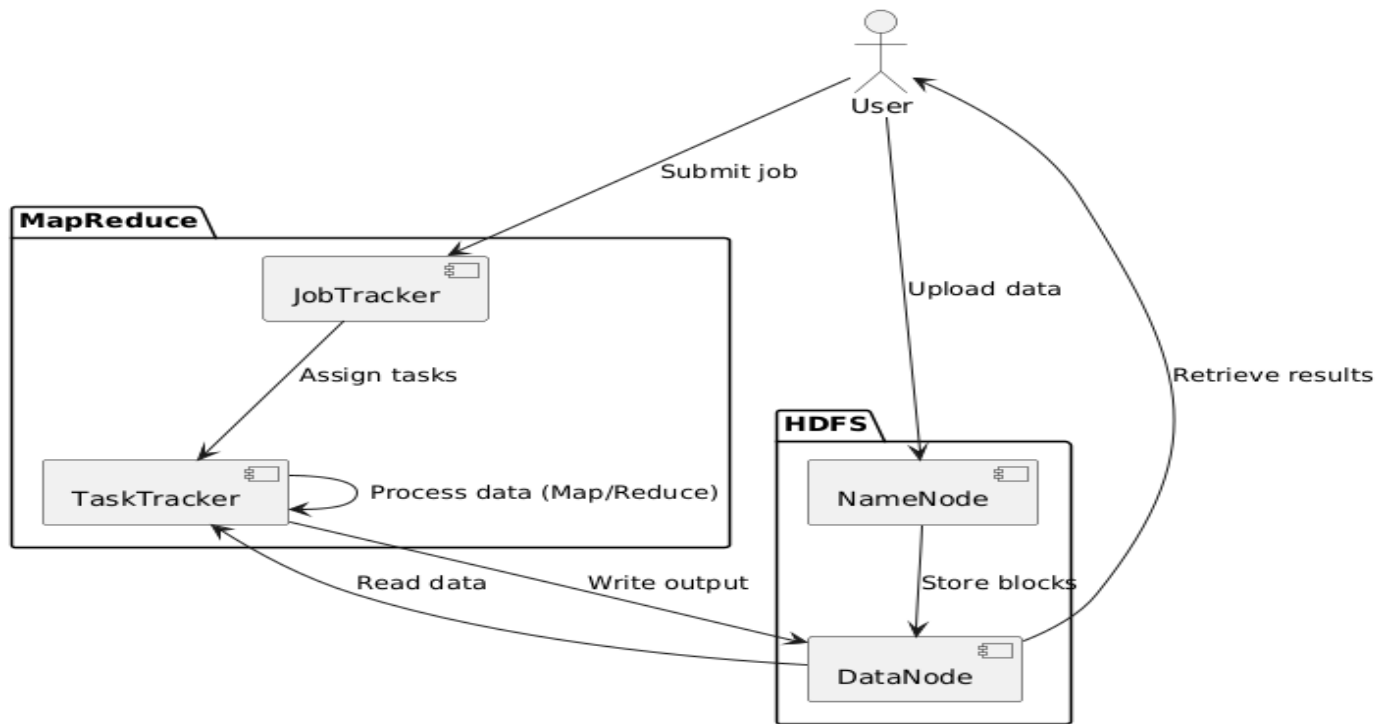 User
Submit job
MapReduce
JobTracker
Upload data
Assign tasks
Retrieve results
HDFS
TaskTracker
Process data (Map/Reduce)
NameNode
Read data
Write output
Store blocks
DataNode